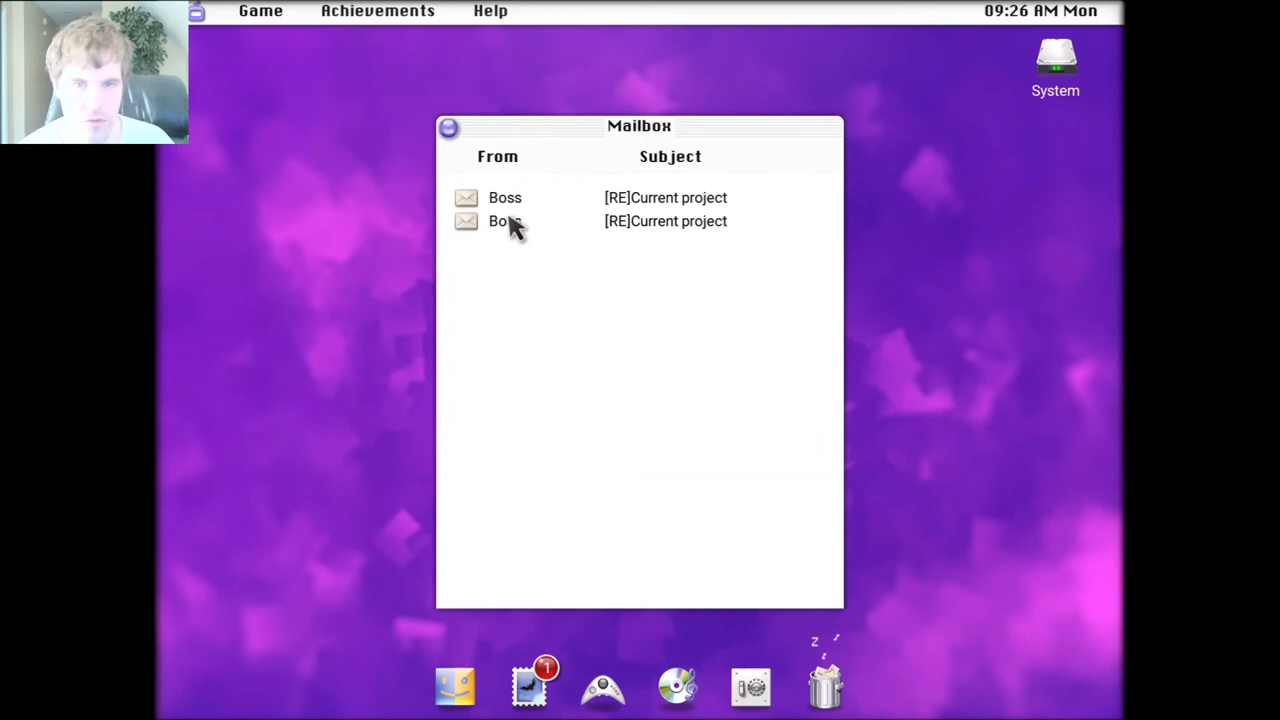 Game Achievements Help 09:26 AM Mon
System
Mailbox
From Subject
Boss [RE]Current project
[RE]Current project
1
z z z